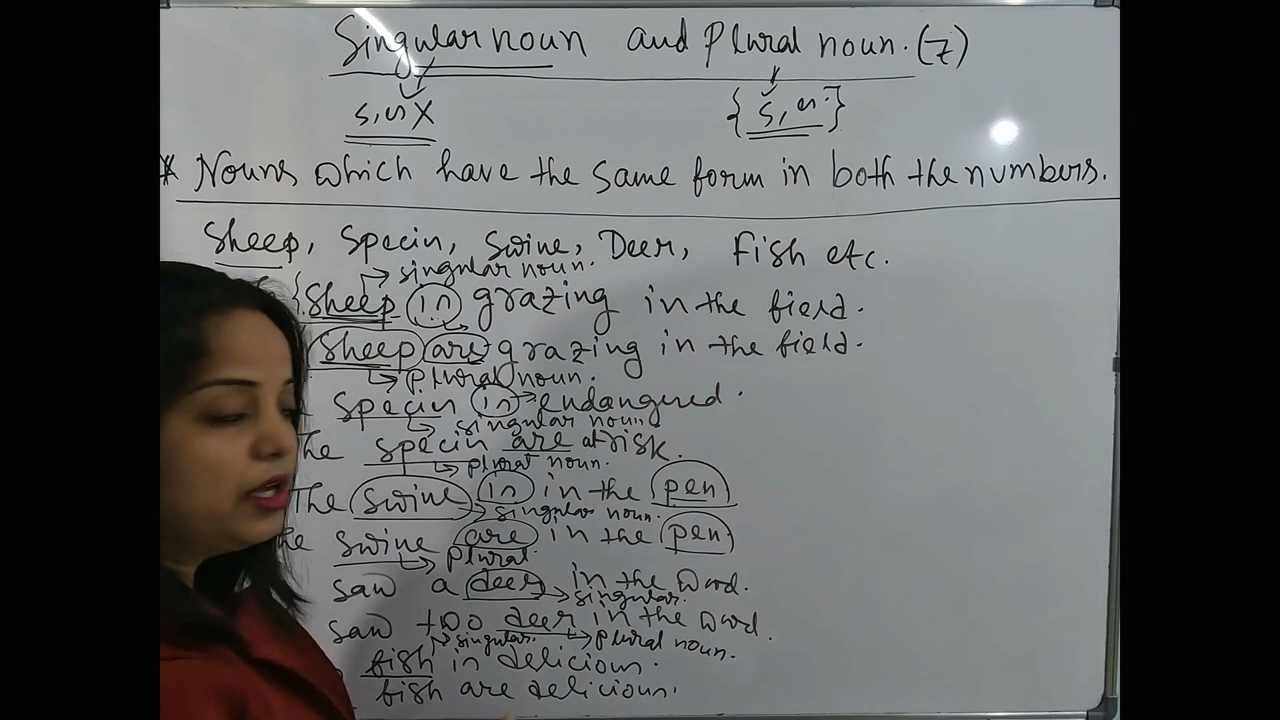 Singular noun and Plural noun. (7)
s, es X { s, es. }
* Nouns which have the same form in both the numbers.
Sheep, Species, Swine, Deer, Fish etc.
singular noun.
Sheep is grazing in the field.
Sheep are grazing in the field.
plural noun.
species is endangered.
singular noun
The species are at risk.
plural noun.
The swine is in the pen
singular noun.
The swine are in the pen
plural.
saw a deer in the
singular.
saw two deer in the
singular. plural noun.
fish is delicious.
fish are delicious.